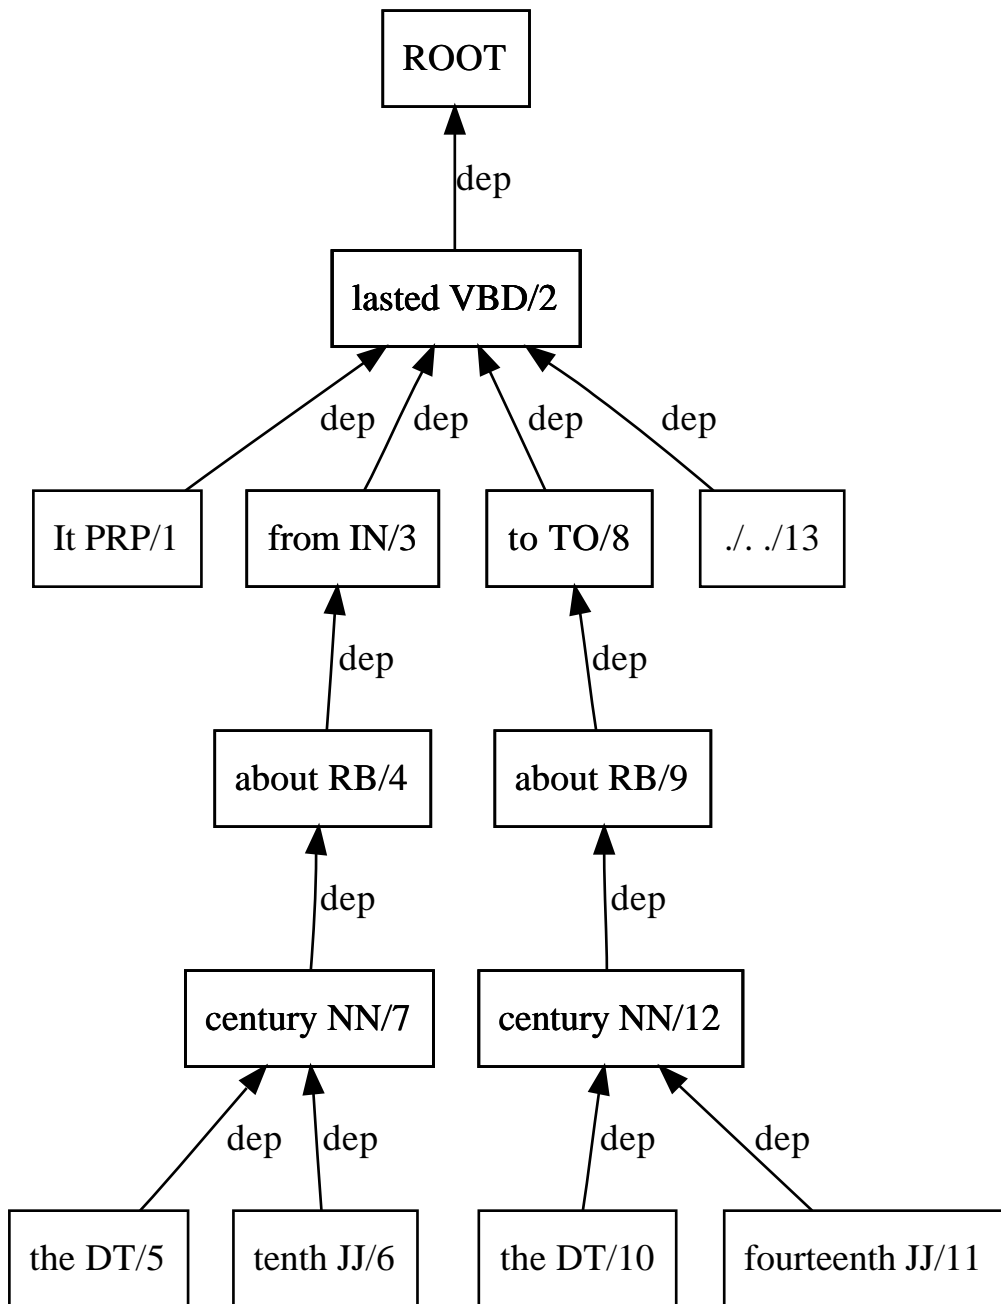 ROOT
dep
lasted VBD/2
dep dep dep dep
It PRP/1 from IN/3 to TO/8 ./. ./13
dep dep
about RB/4 about RB/9
dep dep
century NN/7 century NN/12
dep dep dep dep
the DT/5 tenth JJ/6 the DT/10 fourteenth JJ/11